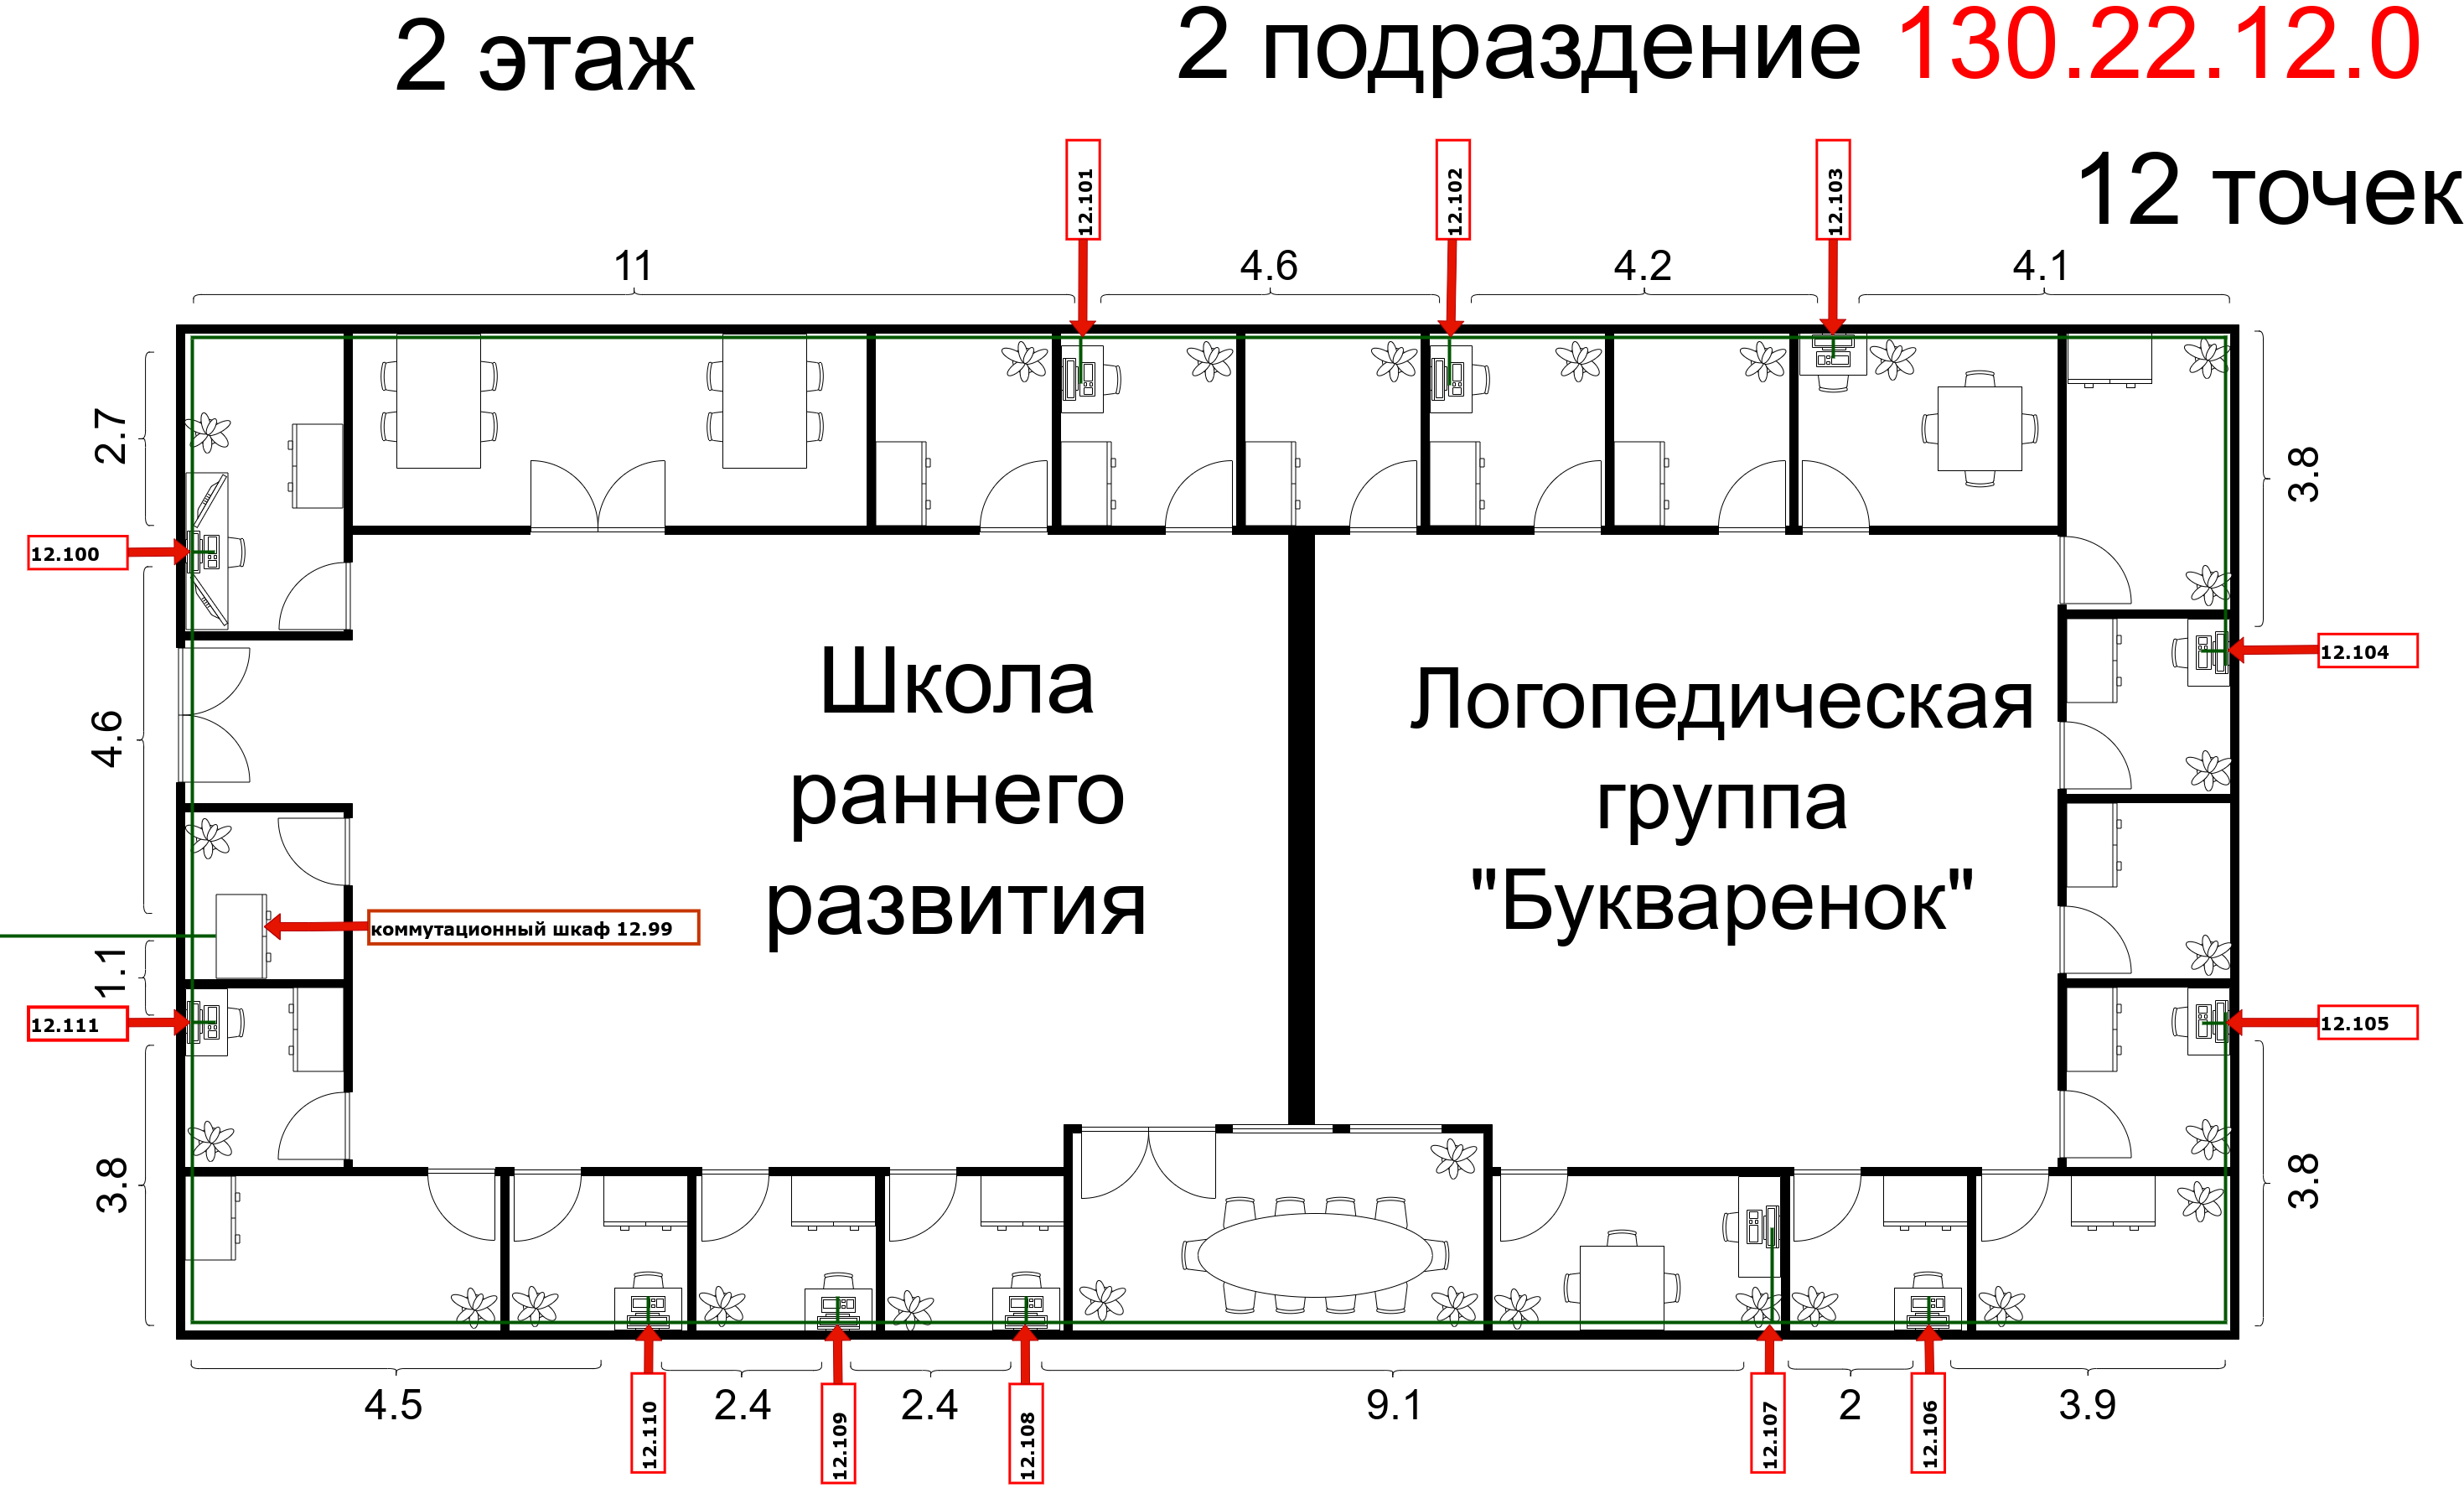 2 этаж
2 подраздение 130.22.12.0
12 точек
12.101
12.102
12.103
11
4.6
4.2
4.1
2.7
3.8
12.100
12.104
4.6
Школа
раннего
развития
Логопедическая
группа
"Букваренок"
коммутационный шкаф 12.99
1.1
12.111
12.105
3.8
3.8
4.5
2.4
2.4
9.1
2
3.9
12.110
12.109
12.108
12.107
12.106